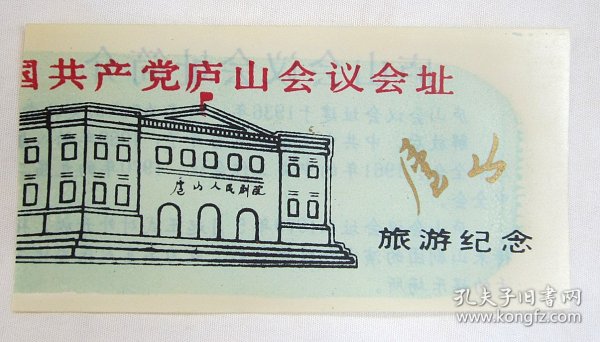 国共产党庐山会议会址
庐山人民剧院
庐山
旅游纪念
孔夫子旧书网
www.kongfz.com